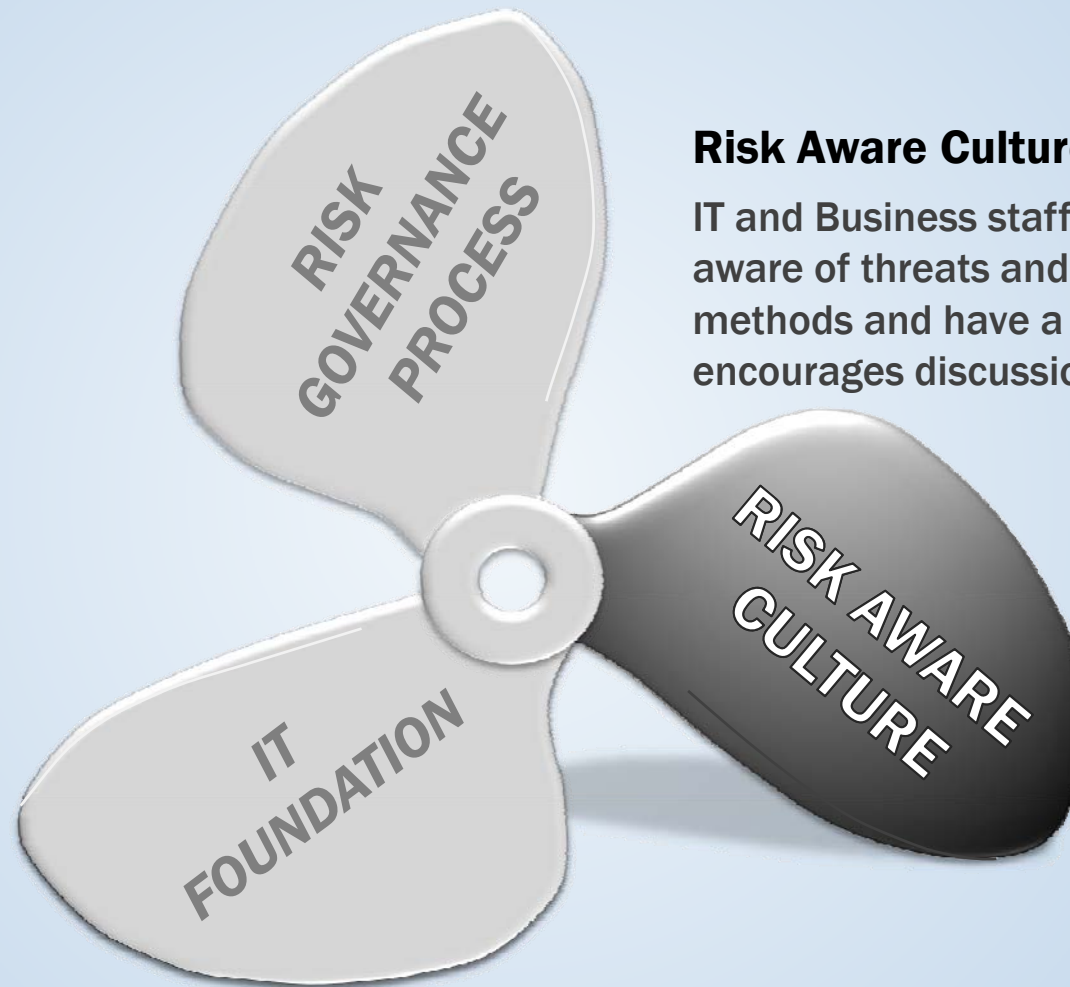 RISK
GOVERNANCE
PROCESS
Risk Aware Culture
IT and Business staff
aware of threats and
methods and have a
encourages discussio
RISK AWARE
CULTURE
IT
FOUNDATION